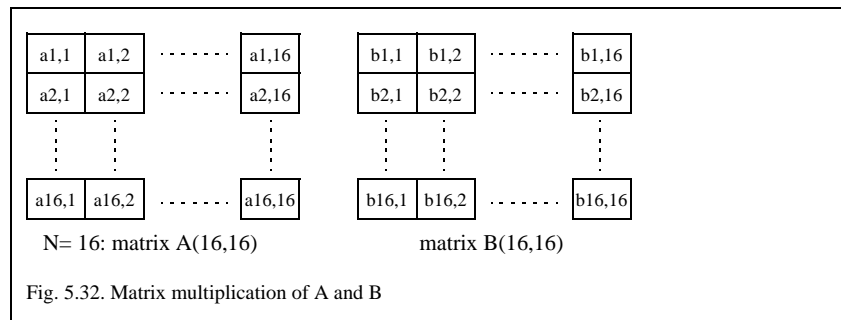 a1,1 a1,2 a1,16 b1,1 b1,2 b1,16
a2,1 a2,2 a2,16 b2,1 b2,2 b2,16
a16,1 a16,2 a16,16 b16,1 b16,2 b16,16
N= 16: matrix A(16,16) matrix B(16,16)
Fig. 5.32. Matrix multiplication of A and B